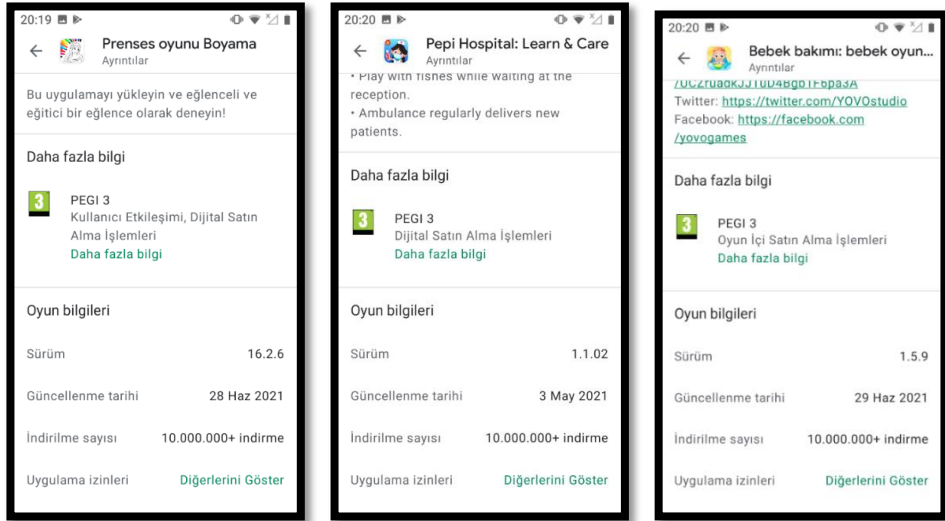 20:19
Prenses oyunu Boyama
Ayrıntılar
Bu uygulamayı yükleyin ve eğlenceli ve
eğitici bir eğlence olarak deneyin!
Daha fazla bilgi
3
PEGI 3
Kullanıcı Etkileşimi, Dijital Satın
Alma İşlemleri
Daha fazla bilgi
Oyun bilgileri
Sürüm 16.2.6
Güncellenme tarihi 28 Haz 2021
İndirilme sayısı 10.000.000+ indirme
Uygulama izinleri Diğerlerini Göster
20:20
Pepi Hospital: Learn & Care
Ayrıntılar
• Play with fishes while waiting at the
reception.
• Ambulance regularly delivers new
patients.
Daha fazla bilgi
3
PEGI 3
Dijital Satın Alma İşlemleri
Daha fazla bilgi
Oyun bilgileri
Sürüm 1.1.02
Güncellenme tarihi 3 May 2021
İndirilme sayısı 10.000.000+ indirme
Uygulama izinleri Diğerlerini Göster
20:20
Bebek bakımı: bebek oyun...
Ayrıntılar
Twitter: https://twitter.com/YOVOstudio
Facebook: https://facebook.com
/yovogames
Daha fazla bilgi
3
PEGI 3
Oyun İçi Satın Alma İşlemleri
Daha fazla bilgi
Oyun bilgileri
Sürüm 1.5.9
Güncellenme tarihi 29 Haz 2021
İndirilme sayısı 10.000.000+ indirme
Uygulama izinleri Diğerlerini Göster